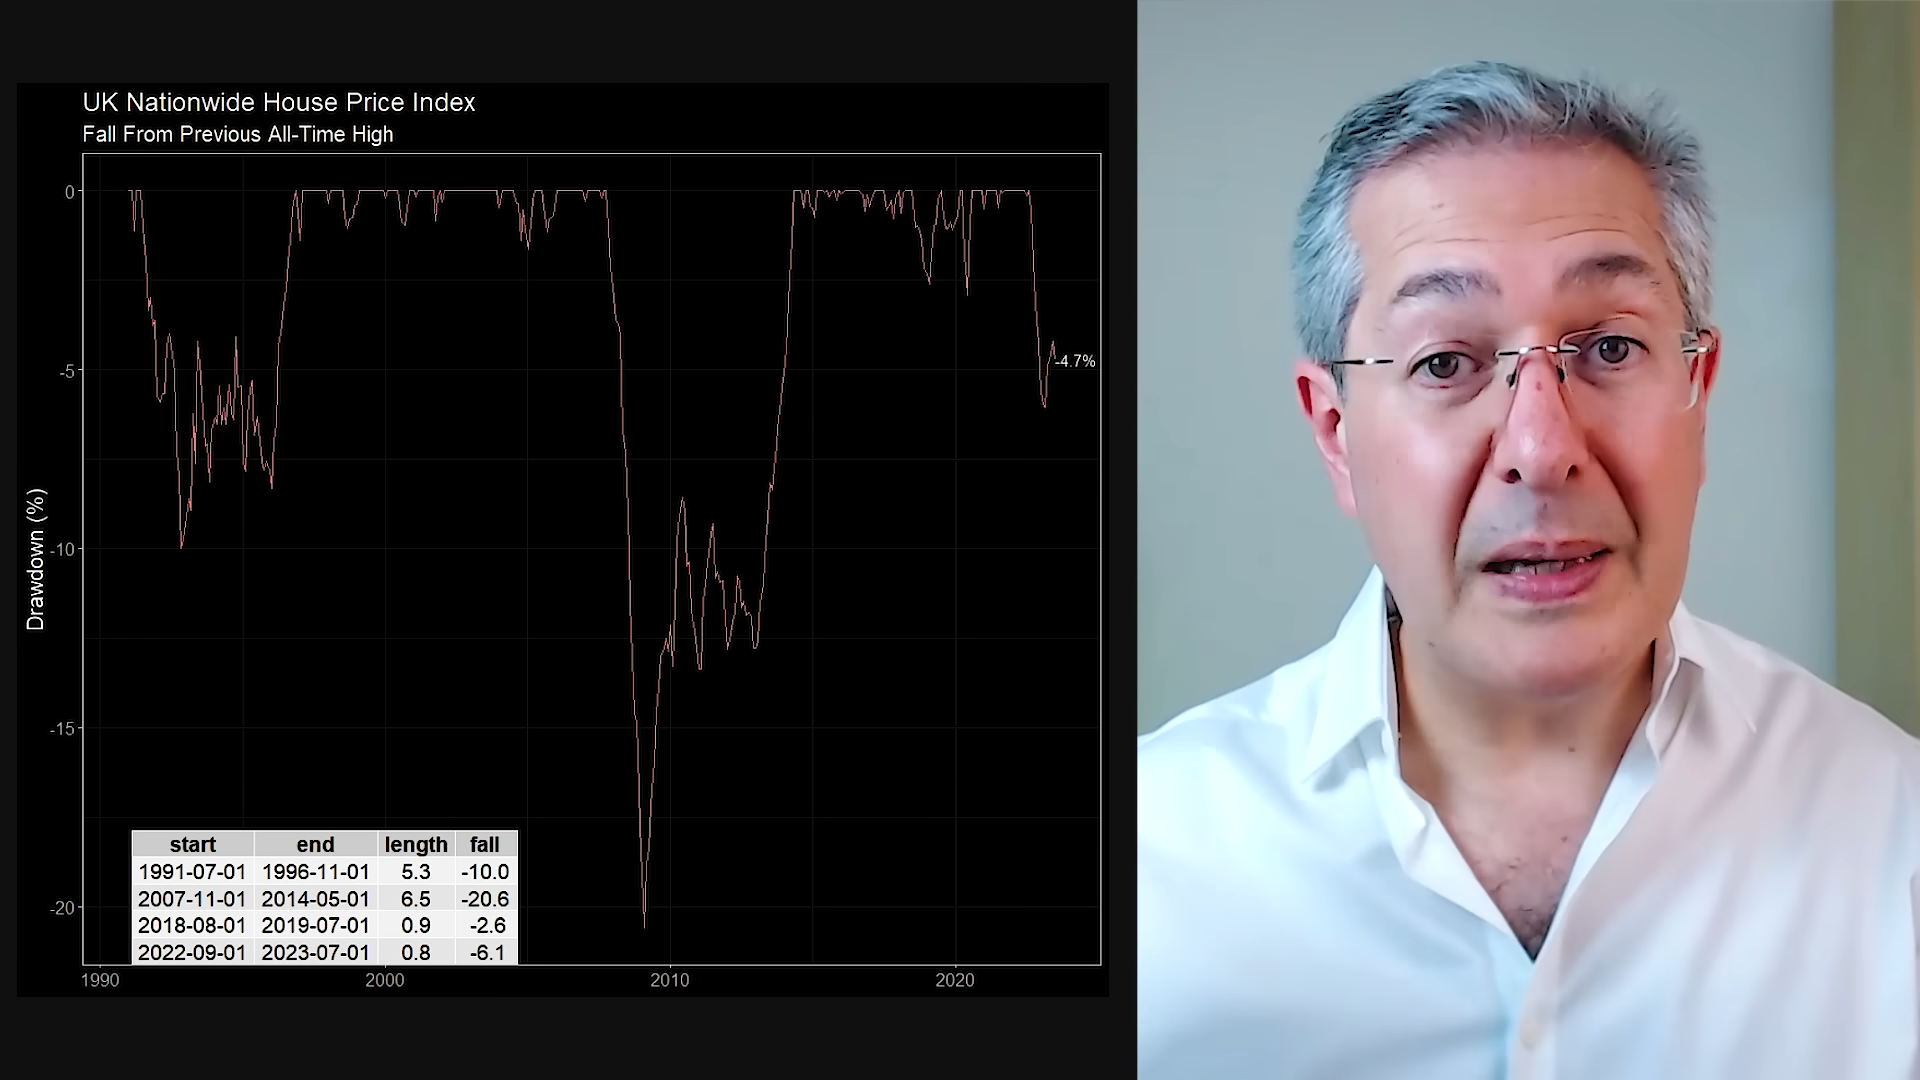 UK Nationwide House Price Index
Fall From Previous All-Time High
Drawdown (%)
0
-5
-10
-15
-20
-4.7%
start end length fall
1991-07-01 1996-11-01 5.3 -10.0
2007-11-01 2014-05-01 6.5 -20.6
2018-08-01 2019-07-01 0.9 -2.6
2022-09-01 2023-07-01 0.8 -6.1
1990 2000 2010 2020